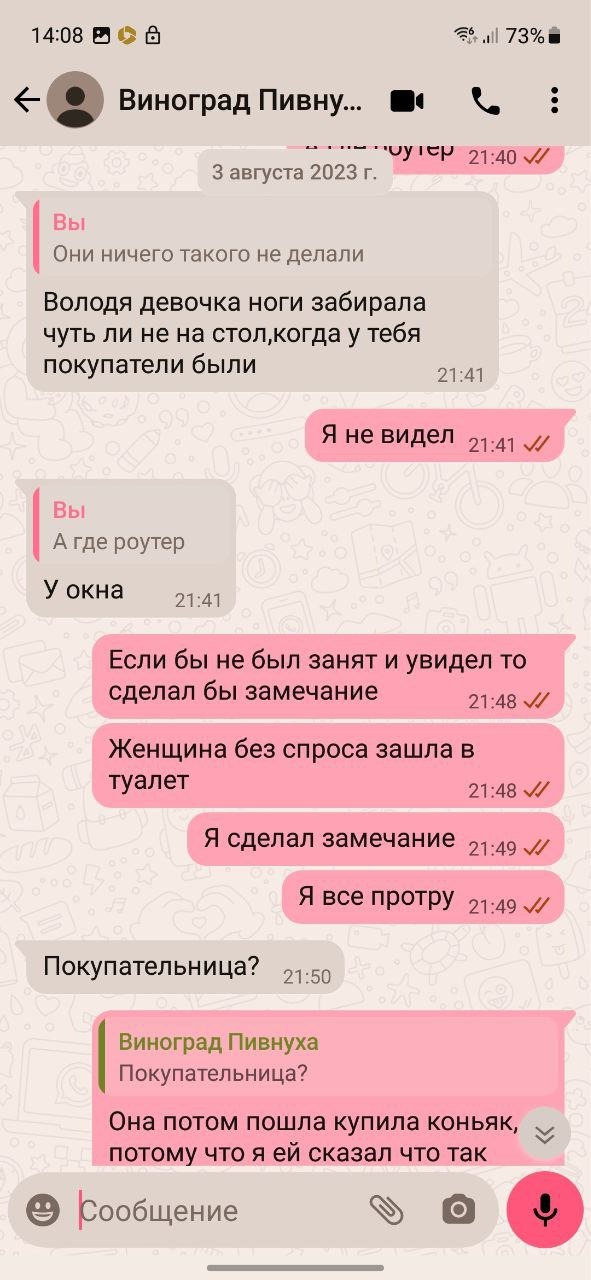 14:08 73%
Виноград Пивну...
роутер 21:40
3 августа 2023 г.
Вы
Они ничего такого не делали
Володя девочка ноги забирала
чуть ли не на стол,когда у тебя
покупатели были
21:41
Я не видел 21:41
Вы
А где роутер
У окна 21:41
Если бы не был занят и увидел то
сделал бы замечание 21:48
Женщина без спроса зашла в
туалет 21:48
Я сделал замечание 21:49
Я все протру 21:49
Покупательница? 21:50
Виноград Пивнуха
Покупательница?
Она потом пошла купила коньяк,
потому что я ей сказал что так
Сообщение